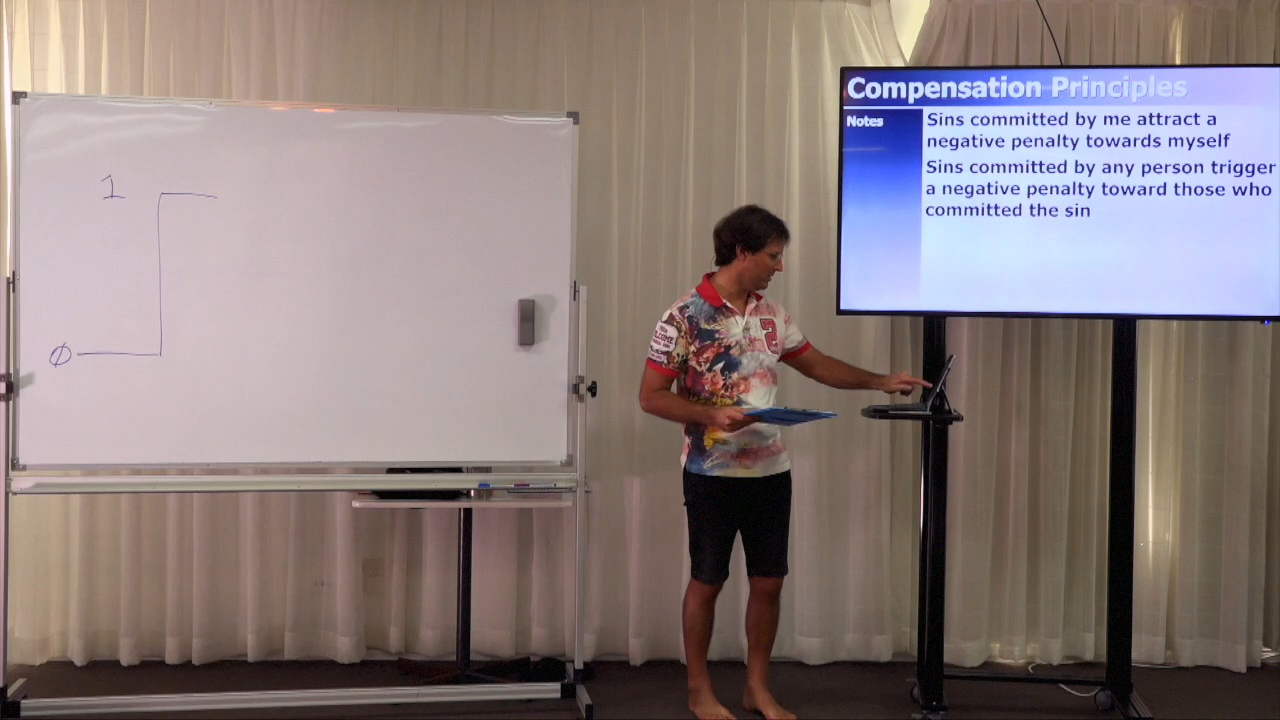 1
Ø
Compensation Principles
Notes
Sins committed by me attract a
negative penalty towards myself
Sins committed by any person trigger
a negative penalty toward those who
committed the sin
2